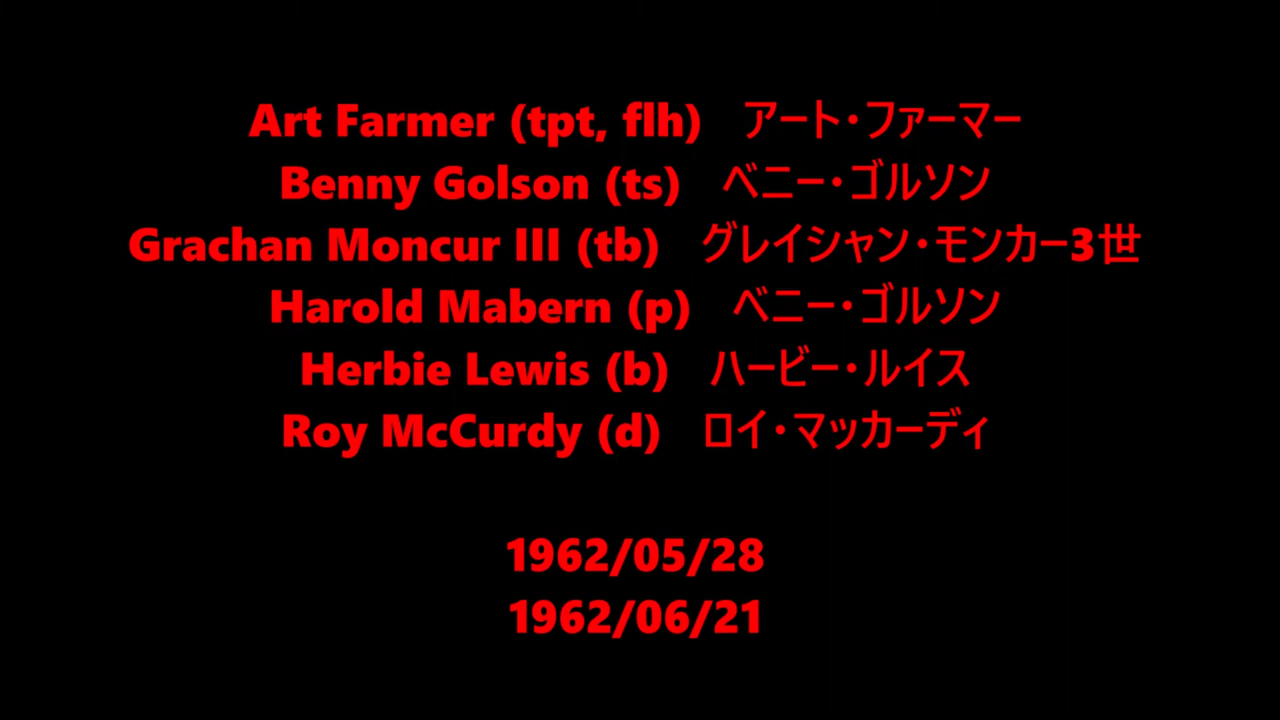 Art Farmer (tpt, flh)　アート・ファーマー
Benny Golson (ts)　ベニー・ゴルソン
Grachan Moncur III (tb)　グレイシャン・モンカー3世
Harold Mabern (p)　ベニー・ゴルソン
Herbie Lewis (b)　ハービー・ルイス
Roy McCurdy (d)　ロイ・マッカーディ
1962/05/28
1962/06/21